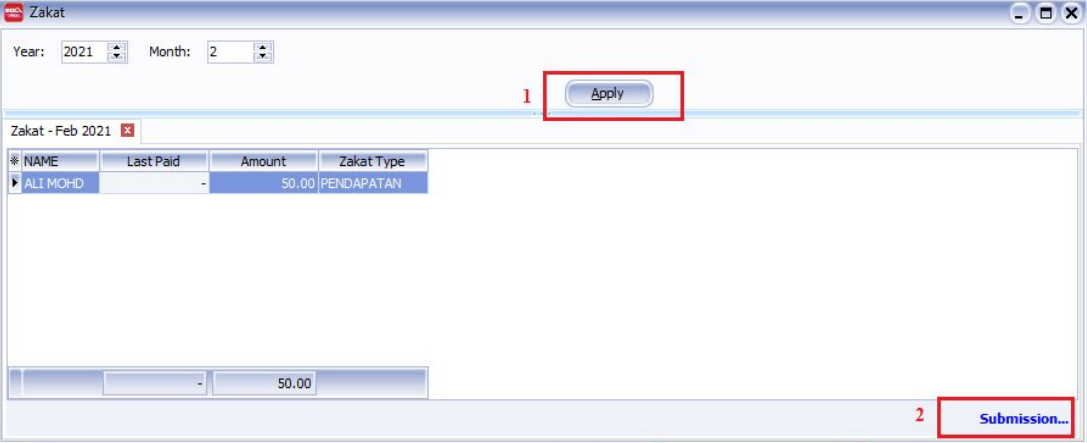 Zakat
Year: 2021 Month: 2
1 Apply
Zakat - Feb 2021
NAME Last Paid Amount Zakat Type
ALI MOHD - 50.00 PENDAPATAN
- 50.00
2 Submission...